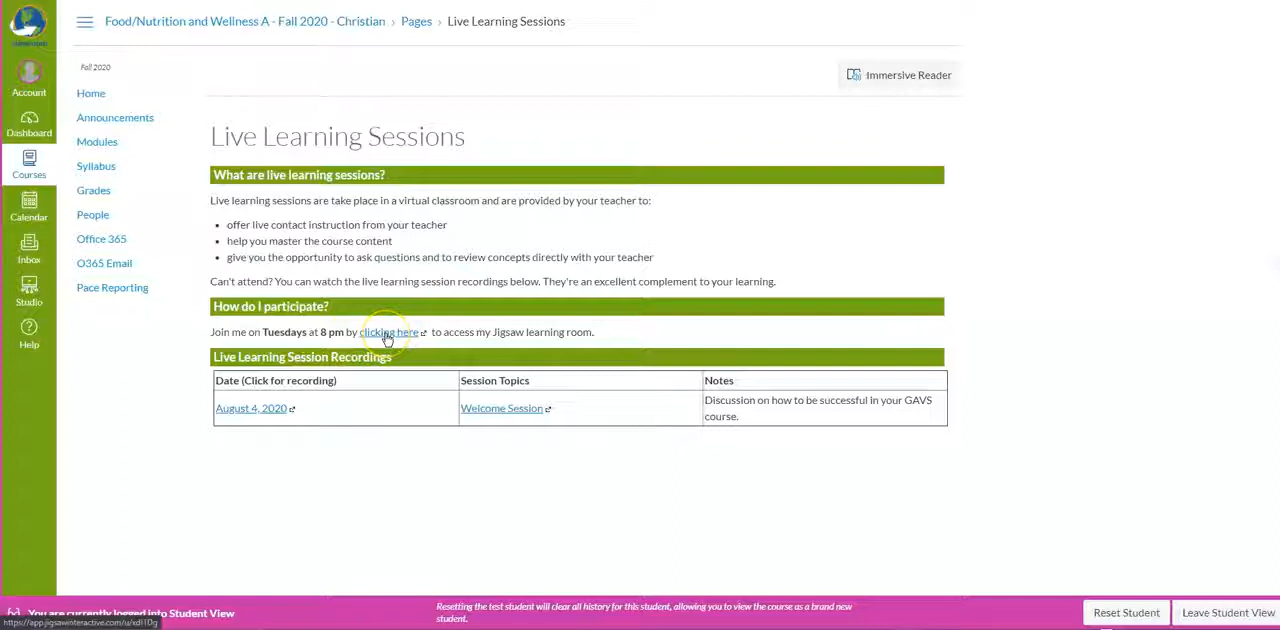 Food/Nutrition and Wellness A - Fall 2020 - Christian › Pages › Live Learning Sessions
Fall 2020
Immersive Reader
Account
Dashboard
Courses
Calendar
Inbox
Studio
Help
Home
Announcements
Modules
Syllabus
Grades
People
Office 365
O365 Email
Pace Reporting
Live Learning Sessions
What are live learning sessions?
Live learning sessions are take place in a virtual classroom and are provided by your teacher to:
• offer live contact instruction from your teacher
• help you master the course content
• give you the opportunity to ask questions and to review concepts directly with your teacher
Can't attend? You can watch the live learning session recordings below. They're an excellent complement to your learning.
How do I participate?
Join me on Tuesdays at 8 pm by clicking here to access my Jigsaw learning room.
Live Learning Session Recordings
Date (Click for recording) Session Topics Notes
August 4, 2020 Welcome Session Discussion on how to be successful in your GAVS
course.
You are currently logged into Student View
Resetting the test student will clear all history for this student, allowing you to view the course as a brand new
student.
Reset Student Leave Student View